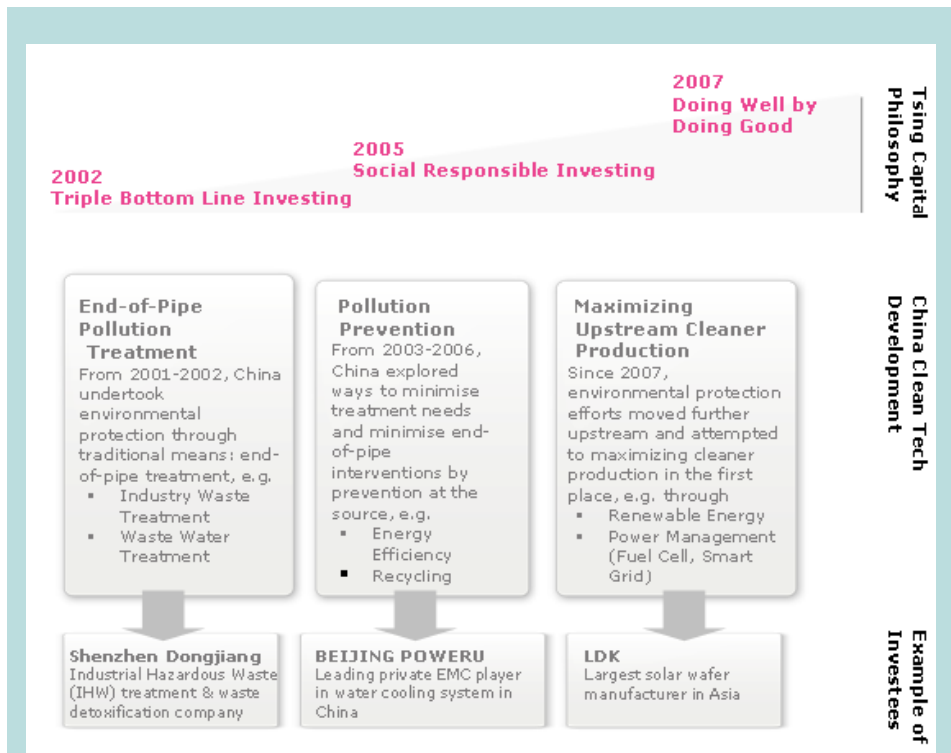 2007
Doing Well by
Doing Good
2005
Social Responsible Investing
2002
Triple Bottom Line Investing
Tsing Capital
Philosophy
End-of-Pipe
Pollution
Treatment
From 2001-2002, China
undertook
environmental
protection through
traditional means: end-
of-pipe treatment, e.g.
▪ Industry Waste
Treatment
▪ Waste Water
Treatment
Pollution
Prevention
From 2003-2006,
China explored
ways to minimise
treatment needs
and minimise end-
of-pipe
interventions by
prevention at the
source, e.g.
▪ Energy
Efficiency
▪ Recycling
Maximizing
Upstream Cleaner
Production
Since 2007,
environmental protection
efforts moved further
upstream and attempted
to maximizing cleaner
production in the first
place, e.g. through
▪ Renewable Energy
▪ Power Management
(Fuel Cell, Smart
Grid)
China Clean Tech
Development
Shenzhen Dongjiang
Industrial Hazardous Waste
(IHW) treatment & waste
detoxification company
BEIJING POWERU
Leading private EMC player
in water cooling system in
China
LDK
Largest solar wafer
manufacturer in Asia
Example of
Investees